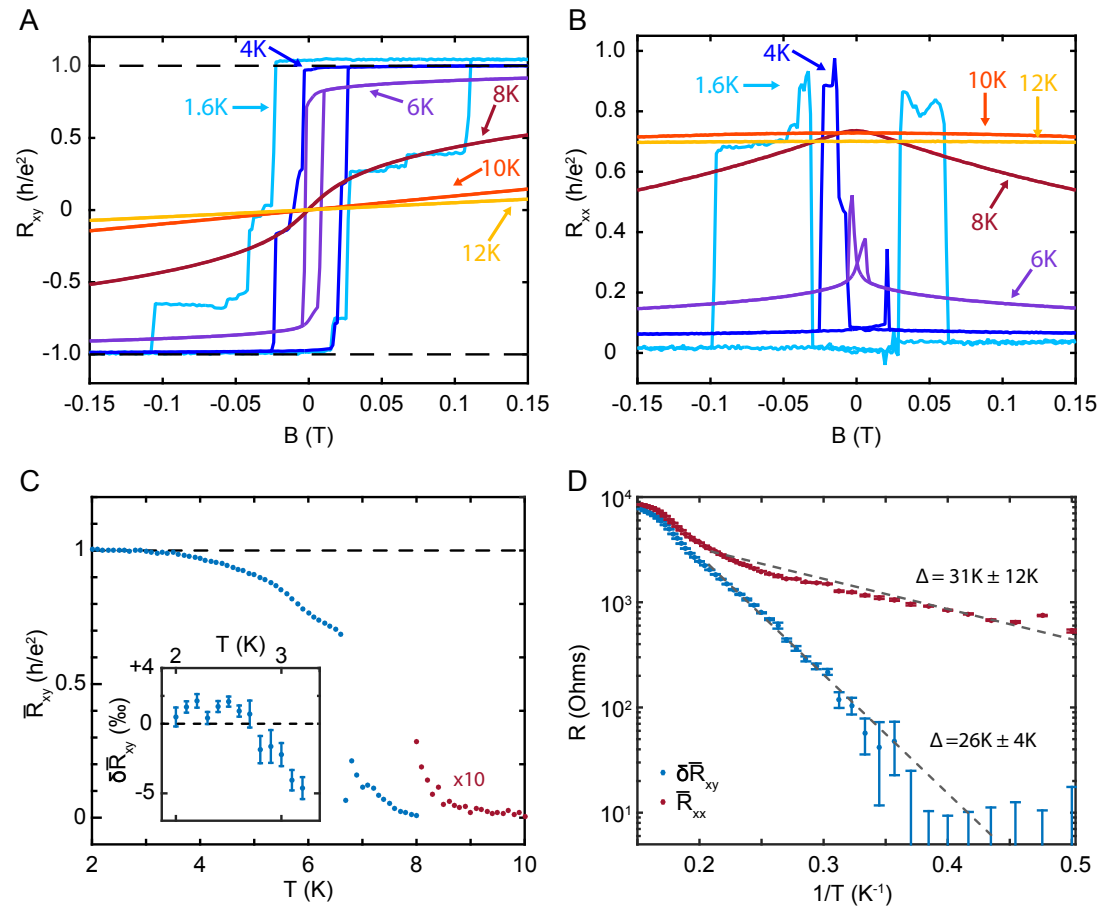 A
R_xy (h/e²)
1.0
0.5
0
-0.5
-1.0
4K
1.6K
6K
8K
10K
12K
-0.15
-0.1
-0.05
0
0.05
0.1
0.15
B (T)
B
R_xx (h/e²)
1.0
0.8
0.6
0.4
0.2
0
4K
1.6K
10K
12K
8K
6K
-0.15
-0.1
-0.05
0
0.05
0.1
0.15
B (T)
C
R̅_xy (h/e²)
1
0.5
0
T (K)
2
3
+4
0
-5
δR̅_xy (‰)
x10
2
4
6
8
10
T (K)
D
R (Ohms)
10⁴
10³
10²
10¹
Δ = 31K ± 12K
Δ = 26K ± 4K
δR̅_xy
R̅_xx
0.2
0.3
0.4
0.5
1/T (K⁻¹)